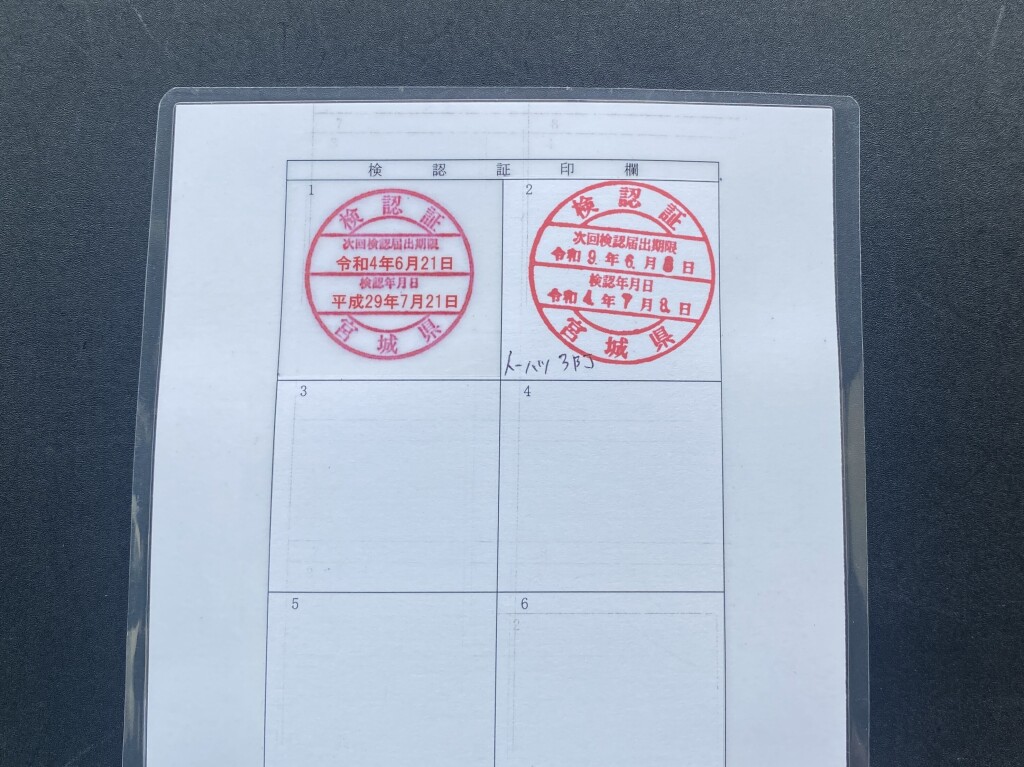 検認証印欄
1
検認証
次回検認届出期限
令和4年6月21日
検認年月日
平成29年7月21日
宮城県
2
検認証
次回検認届出期限
令和9.年6.月8日
検認年月日
令和4.年7月8.日
宮城県
3
4
5
6